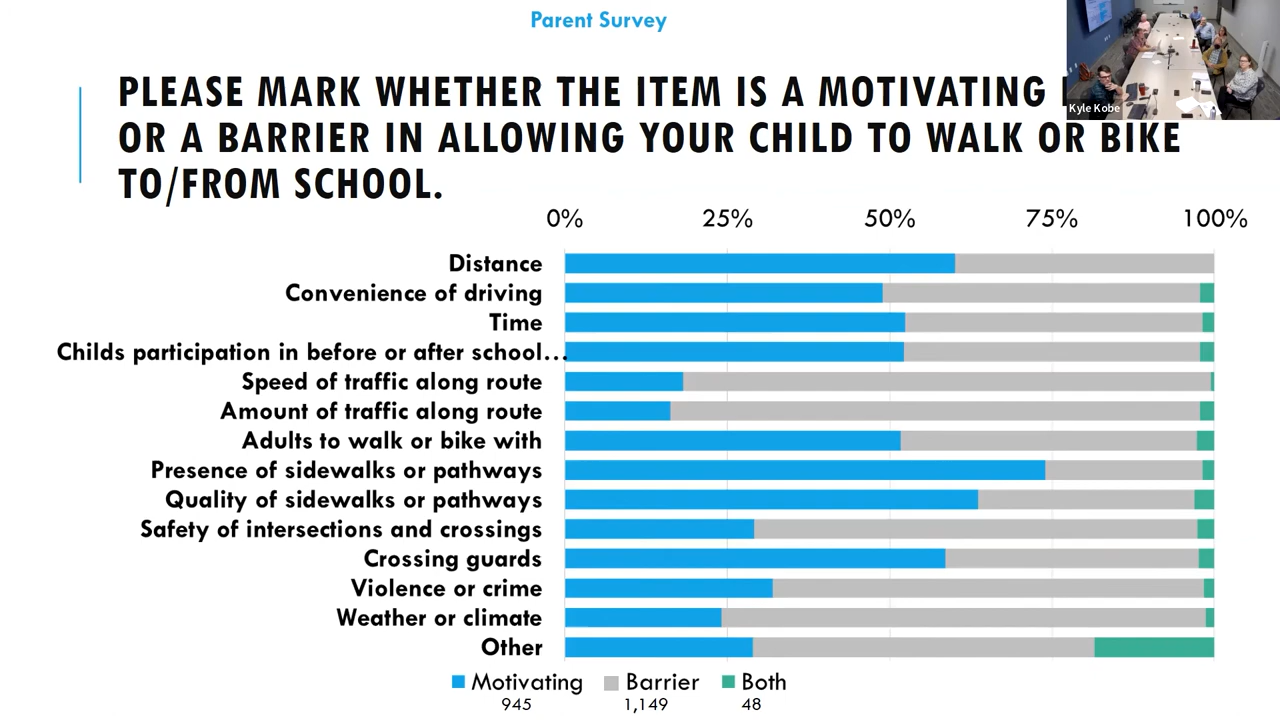 Parent Survey
PLEASE MARK WHETHER THE ITEM IS A MOTIVATING
OR A BARRIER IN ALLOWING YOUR CHILD TO WALK OR BIKE
TO/FROM SCHOOL.
Kyle Kobe
0% 25% 50% 75% 100%
Distance
Convenience of driving
Time
Childs participation in before or after school…
Speed of traffic along route
Amount of traffic along route
Adults to walk or bike with
Presence of sidewalks or pathways
Quality of sidewalks or pathways
Safety of intersections and crossings
Crossing guards
Violence or crime
Weather or climate
Other
Motivating Barrier Both
945 1,149 48